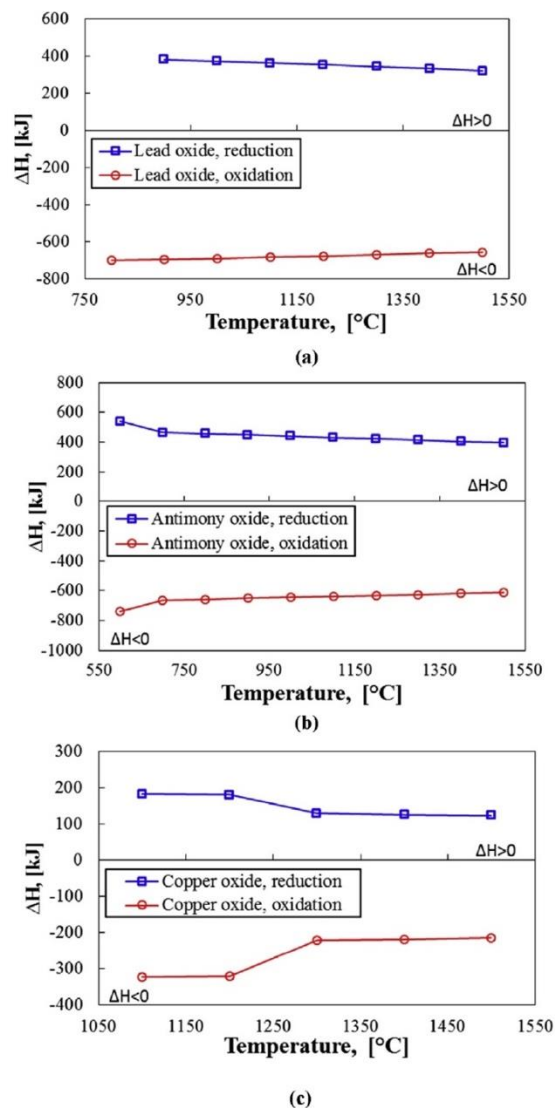 600
400
200
0
-200
-400
-600
-800
ΔH, [kJ]
ΔH>0
Lead oxide, reduction
Lead oxide, oxidation
ΔH<0
750 950 1150 1350 1550
Temperature, [°C]
(a)
800
600
400
200
0
-200
-400
-600
-800
-1000
ΔH, [kJ]
ΔH>0
Antimony oxide, reduction
Antimony oxide, oxidation
ΔH<0
550 750 950 1150 1350 1550
Temperature, [°C]
(b)
300
200
100
0
-100
-200
-300
-400
ΔH, [kJ]
ΔH>0
Copper oxide, reduction
Copper oxide, oxidation
ΔH<0
1050 1150 1250 1350 1450 1550
Temperature, [°C]
(c)